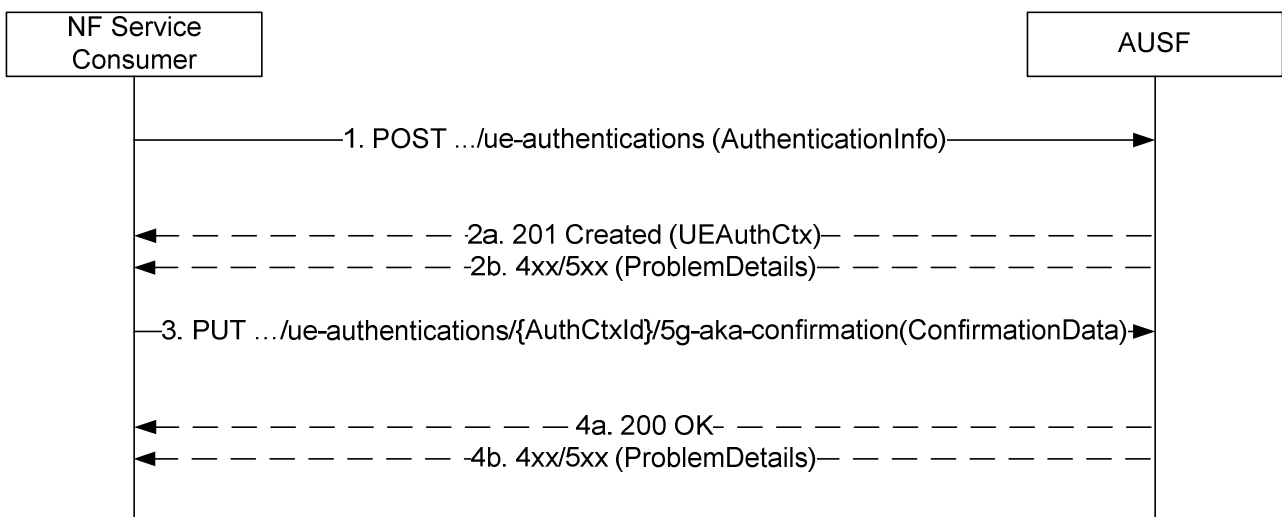 NF Service
Consumer
AUSF
1. POST .../ue-authentications (AuthenticationInfo)
2a. 201 Created (UEAuthCtx)
2b. 4xx/5xx (ProblemDetails)
3. PUT .../ue-authentications/{AuthCtxId}/5g-aka-confirmation(ConfirmationData)
4a. 200 OK
4b. 4xx/5xx (ProblemDetails)